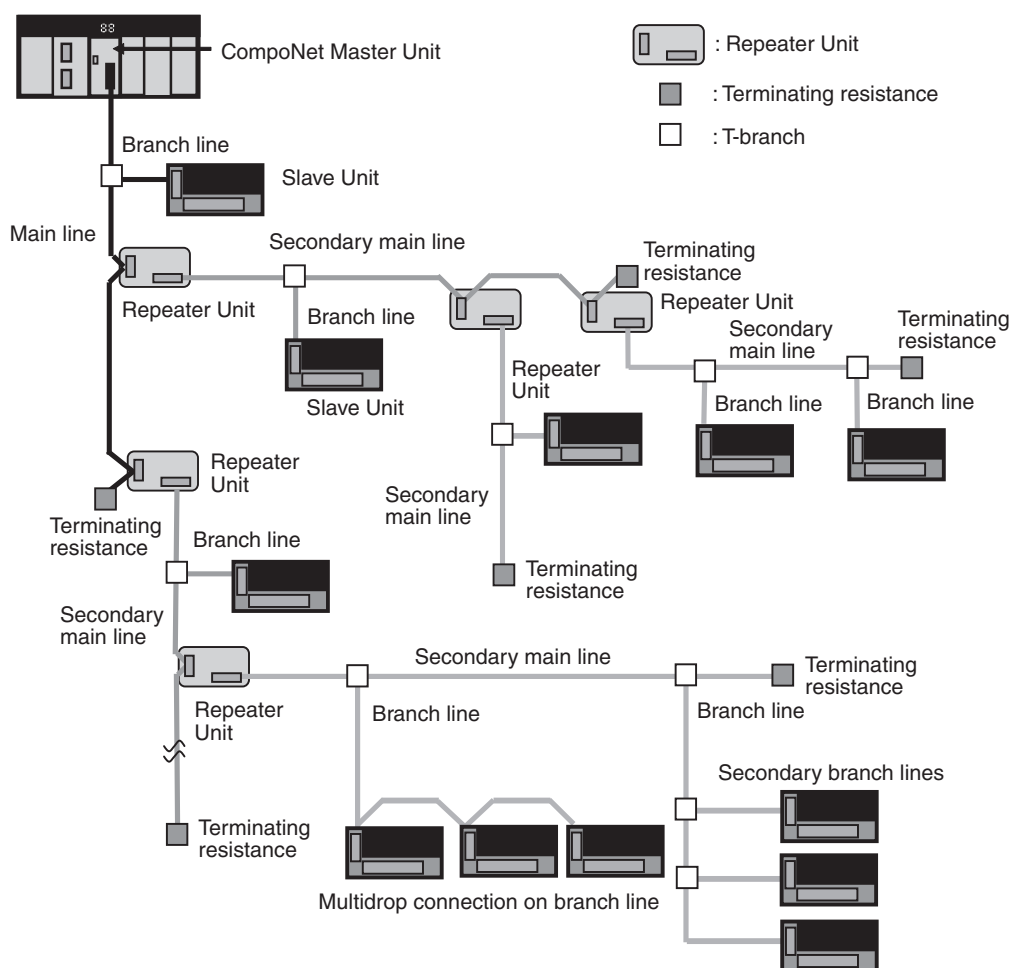 88
CompoNet Master Unit
: Repeater Unit
: Terminating resistance
: T-branch
Branch line
Slave Unit
Main line
Secondary main line
Terminating
resistance
Repeater Unit
Branch line
Repeater Unit
Secondary
main line
Terminating
resistance
Slave Unit
Repeater
Unit
Branch line
Branch line
Repeater
Unit
Secondary
main line
Terminating
resistance
Branch line
Terminating
resistance
Secondary
main line
Secondary main line
Terminating
resistance
Repeater
Unit
Branch line
Branch line
Secondary branch lines
Terminating
resistance
Multidrop connection on branch line